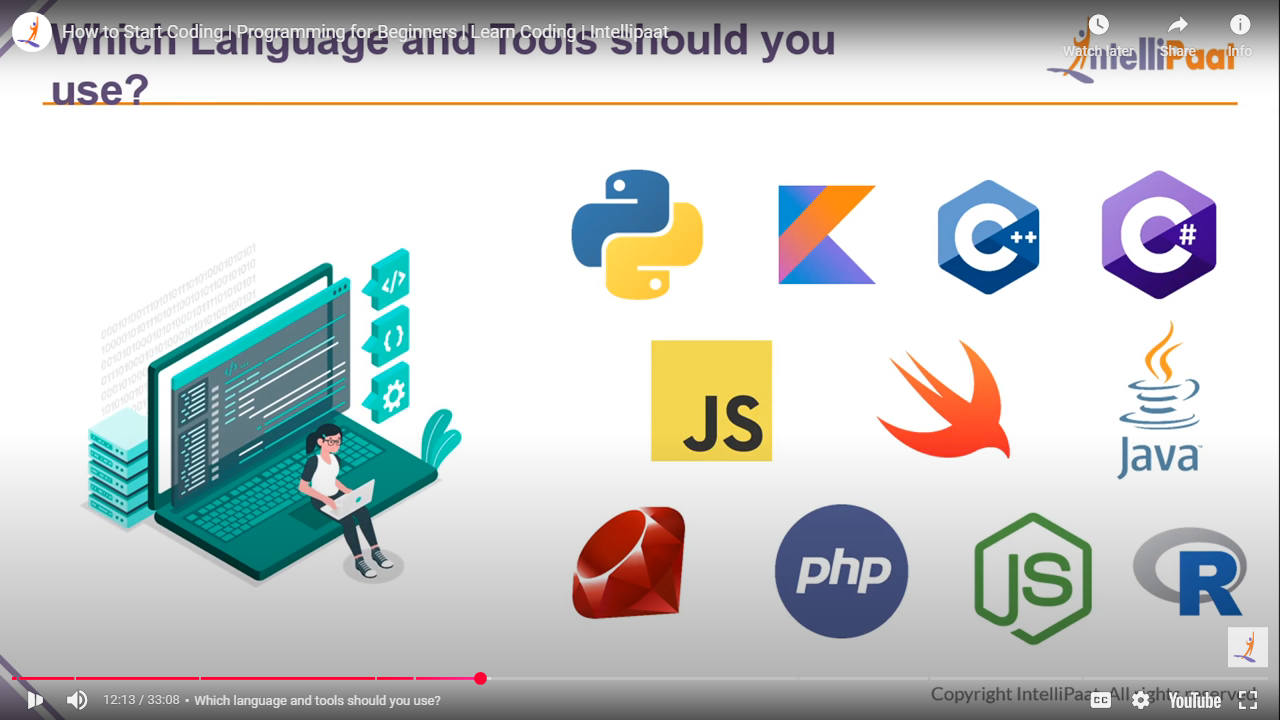 How to Start Coding | Programming for Beginners | Learn Coding | Intellipaat
Which Language and Tools should you
use?
Watch later
Share
Info
IntelliPaat
C++
C#
JS
Java™
php
JS
R
12:13 / 33:08 • Which language and tools should you use?
Copyright IntelliPaat, All rights reserved
CC
YouTube